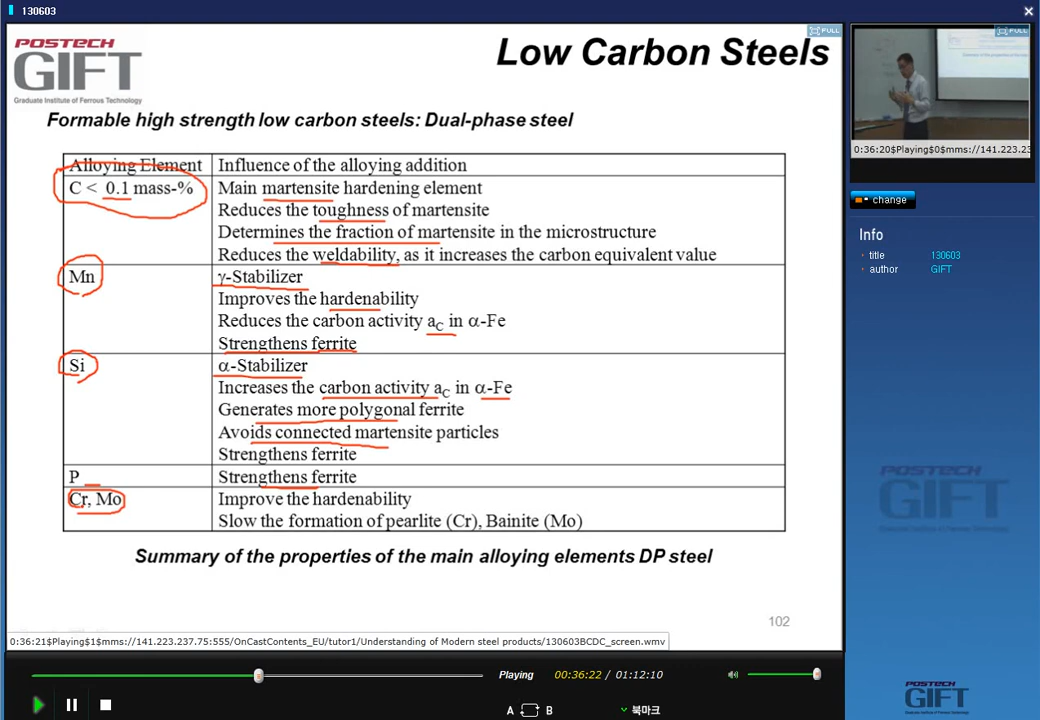 130603
POSTECH
GIFT
Graduate Institute of Ferrous Technology
Low Carbon Steels
FULL
FULL
Formable high strength low carbon steels: Dual-phase steel
Alloying Element Influence of the alloying addition
C < 0.1 mass-% Main martensite hardening element
Reduces the toughness of martensite
Determines the fraction of martensite in the microstructure
Reduces the weldability, as it increases the carbon equivalent value
Mn γ-Stabilizer
Improves the hardenability
Reduces the carbon activity aC in α-Fe
Strengthens ferrite
Si α-Stabilizer
Increases the carbon activity aC in α-Fe
Generates more polygonal ferrite
Avoids connected martensite particles
Strengthens ferrite
P Strengthens ferrite
Cr, Mo Improve the hardenability
Slow the formation of pearlite (Cr), Bainite (Mo)
Summary of the properties of the main alloying elements DP steel
102
0:36:21$Playing$1$mms://141.223.237.75:555/OnCastContents_EU/tutor1/Understanding of Modern steel products/130603BCDC_screen.wmv
0:36:20$Playing$0$mms://141.223.23
change
Info
title 130603
author GIFT
POSTECH
GIFT
Playing 00:36:22 / 01:12:10
A B 북마크
POSTECH
GIFT